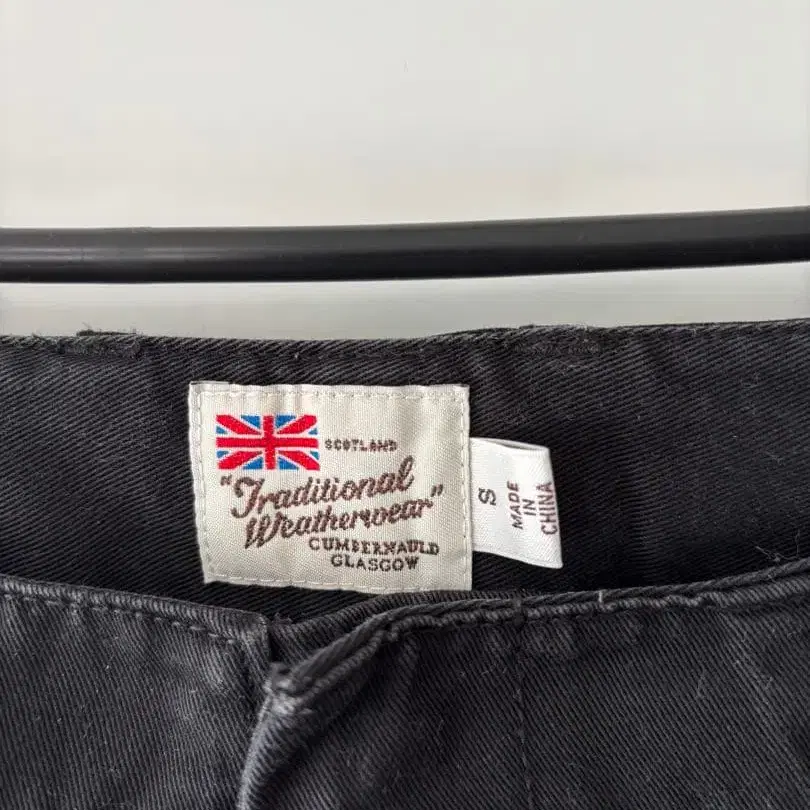 SCOTLAND
"Traditional
Weatherwear"
CUMBERNAULD
GLASGOW
S
MADE
IN
CHINA